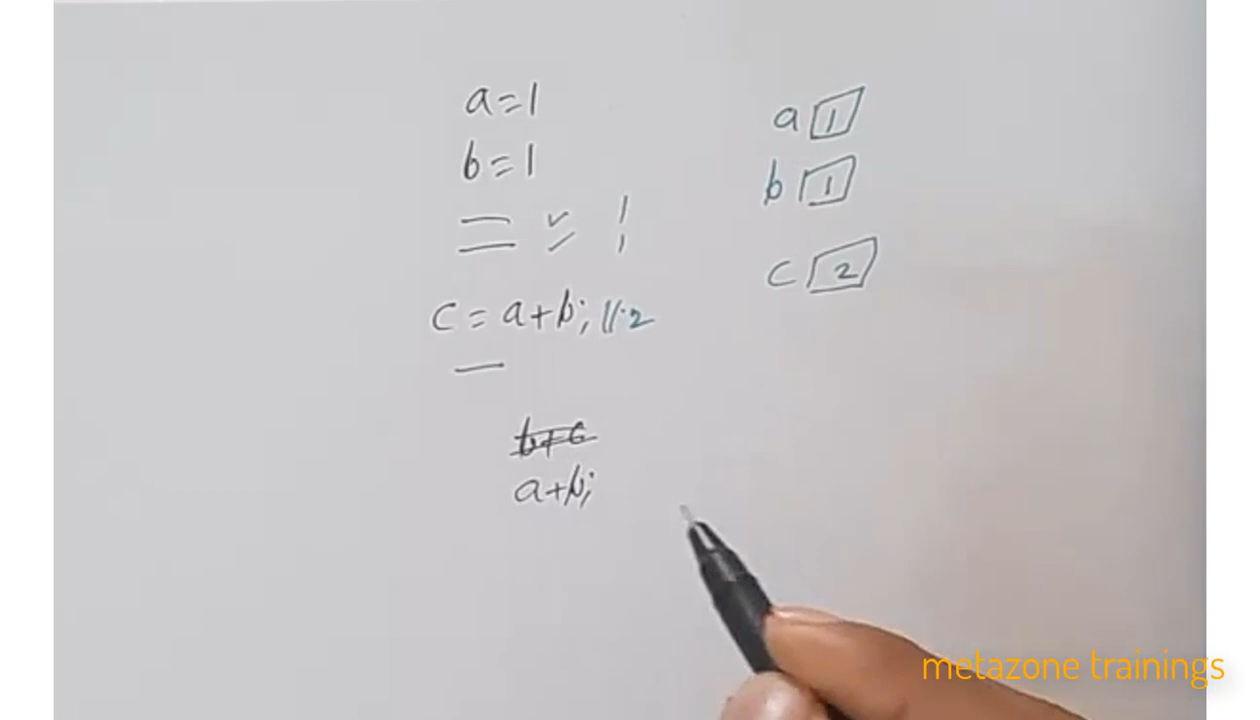 a=1
b=1
c = a+b; //2
a+b;
a 1
b 1
c 2
metazone trainings